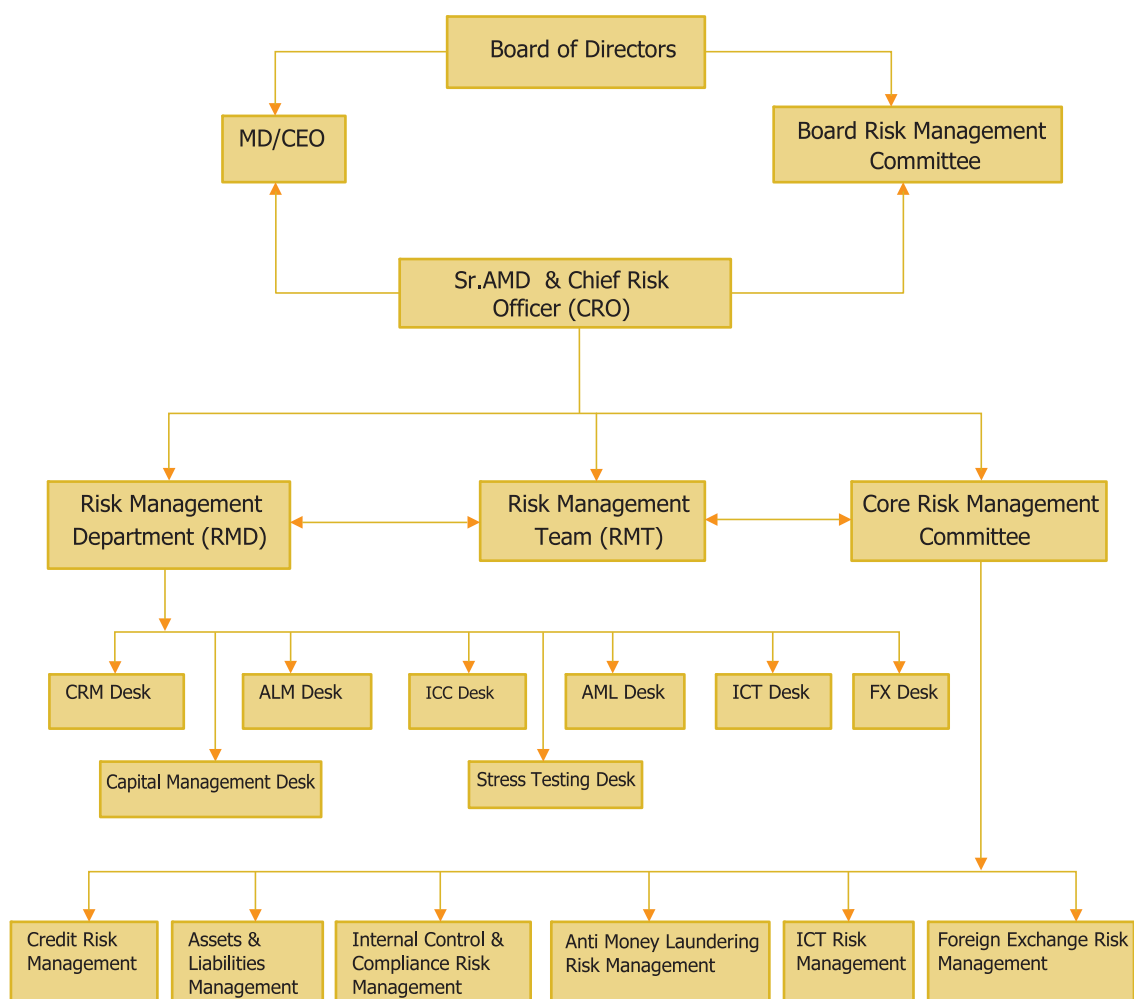 Board of Directors
MD/CEO
Board Risk Management
Committee
Sr.AMD & Chief Risk
Officer (CRO)
Risk Management
Department (RMD)
Risk Management
Team (RMT)
Core Risk Management
Committee
CRM Desk
ALM Desk
ICC Desk
AML Desk
ICT Desk
FX Desk
Capital Management Desk
Stress Testing Desk
Credit Risk
Management
Assets &
Liabilities
Management
Internal Control &
Compliance Risk
Management
Anti Money Laundering
Risk Management
ICT Risk
Management
Foreign Exchange Risk
Management